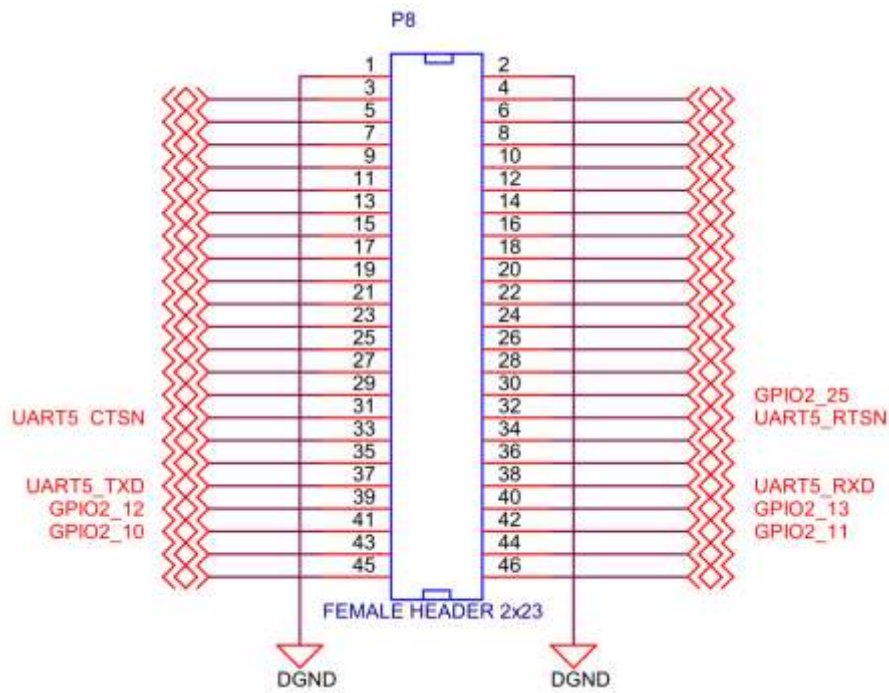 P8
1 2
3 4
5 6
7 8
9 10
11 12
13 14
15 16
17 18
19 20
21 22
23 24
25 26
27 28
29 30
GPIO2_25
UART5 CTSN 31 32 UART5_RTSN
33 34
35 36
UART5_TXD 37 38 UART5_RXD
GPIO2_12 39 40 GPIO2_13
GPIO2_10 41 42 GPIO2_11
43 44
45 46
FEMALE HEADER 2x23
DGND DGND